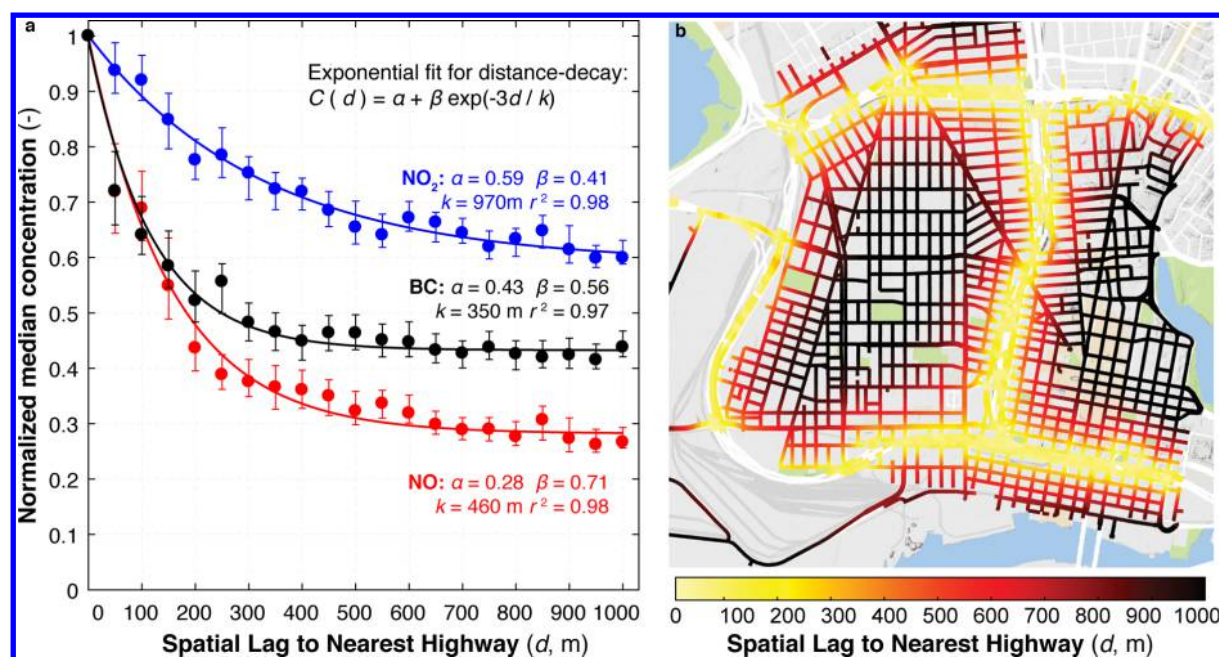 a
Exponential fit for distance-decay:
C ( d ) = α + β exp(-3d / k)
NO₂: α = 0.59 β = 0.41
k = 970m r² = 0.98
BC: α = 0.43 β = 0.56
k = 350 m r² = 0.97
NO: α = 0.28 β = 0.71
k = 460 m r² = 0.98
Normalized median concentration (-)
1
0.9
0.8
0.7
0.6
0.5
0.4
0.3
0.2
0.1
0
0 100 200 300 400 500 600 700 800 900 1000
Spatial Lag to Nearest Highway (d, m)
b
0 100 200 300 400 500 600 700 800 900 1000
Spatial Lag to Nearest Highway (d, m)